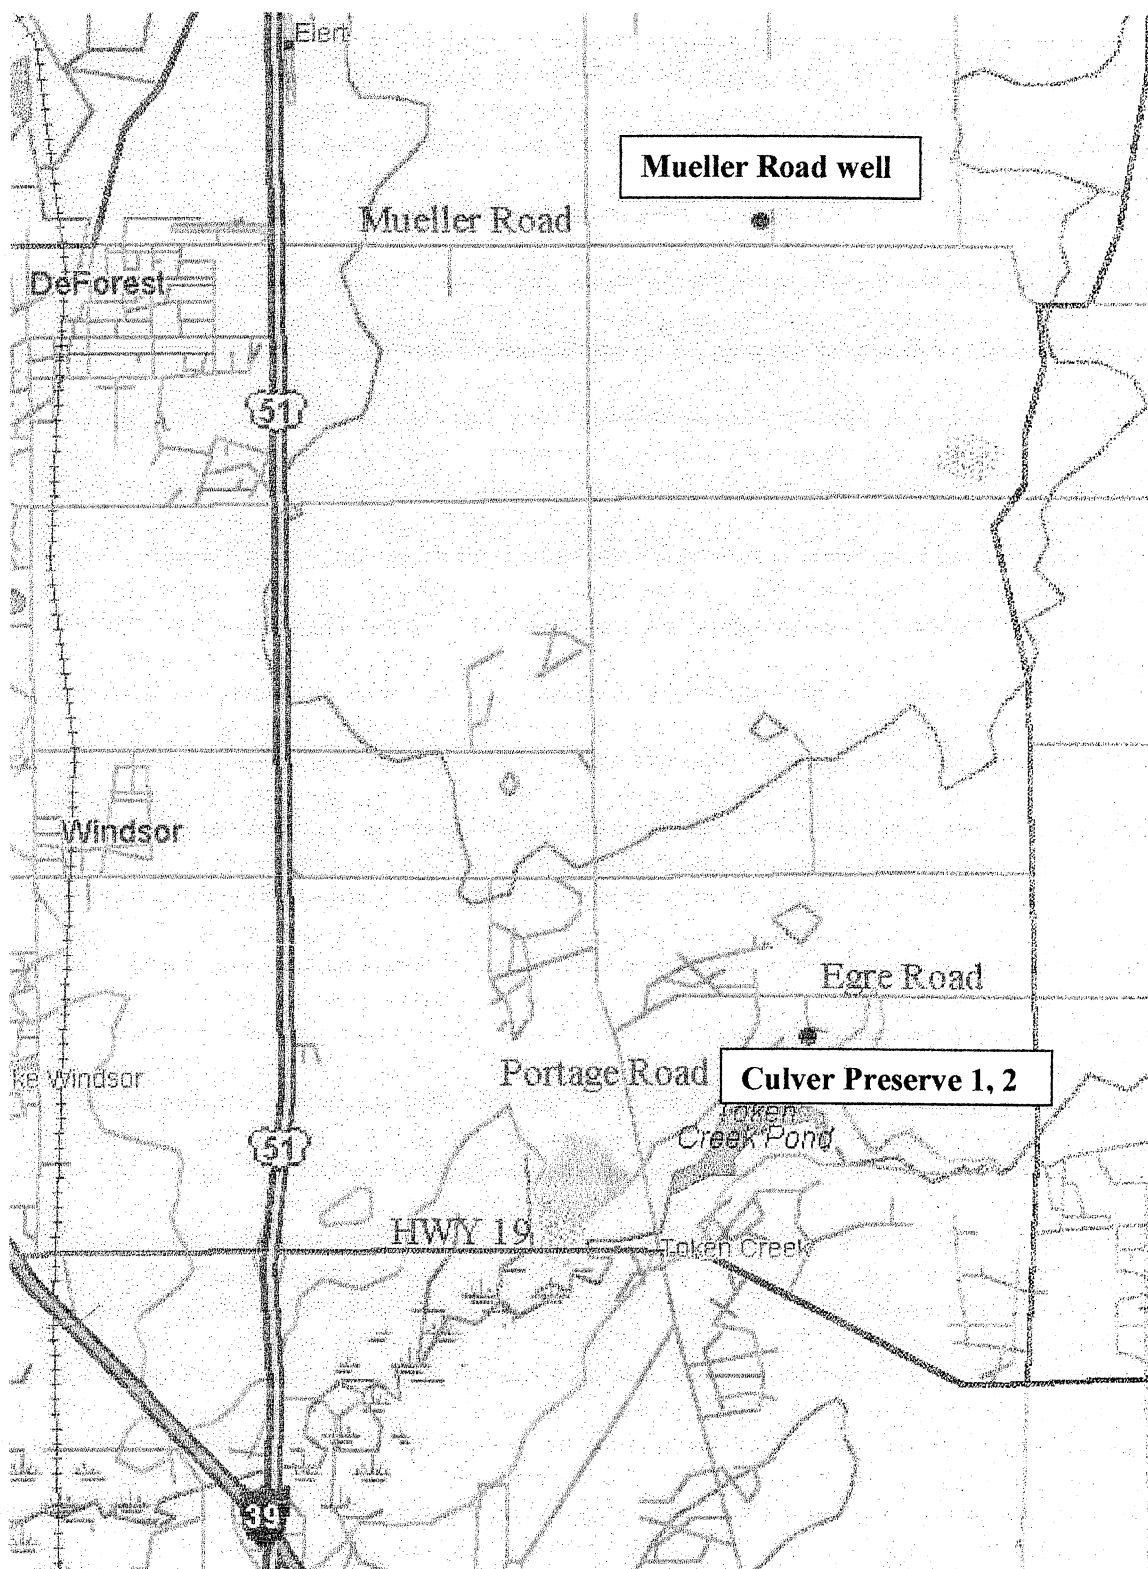 Elert
Mueller Road well
Mueller Road
DeForest
51
Windsor
Egre Road
Portage Road
Culver Preserve 1, 2
ke Windsor
Token
Creek Pond
51
HWY 19
Token Creek
39